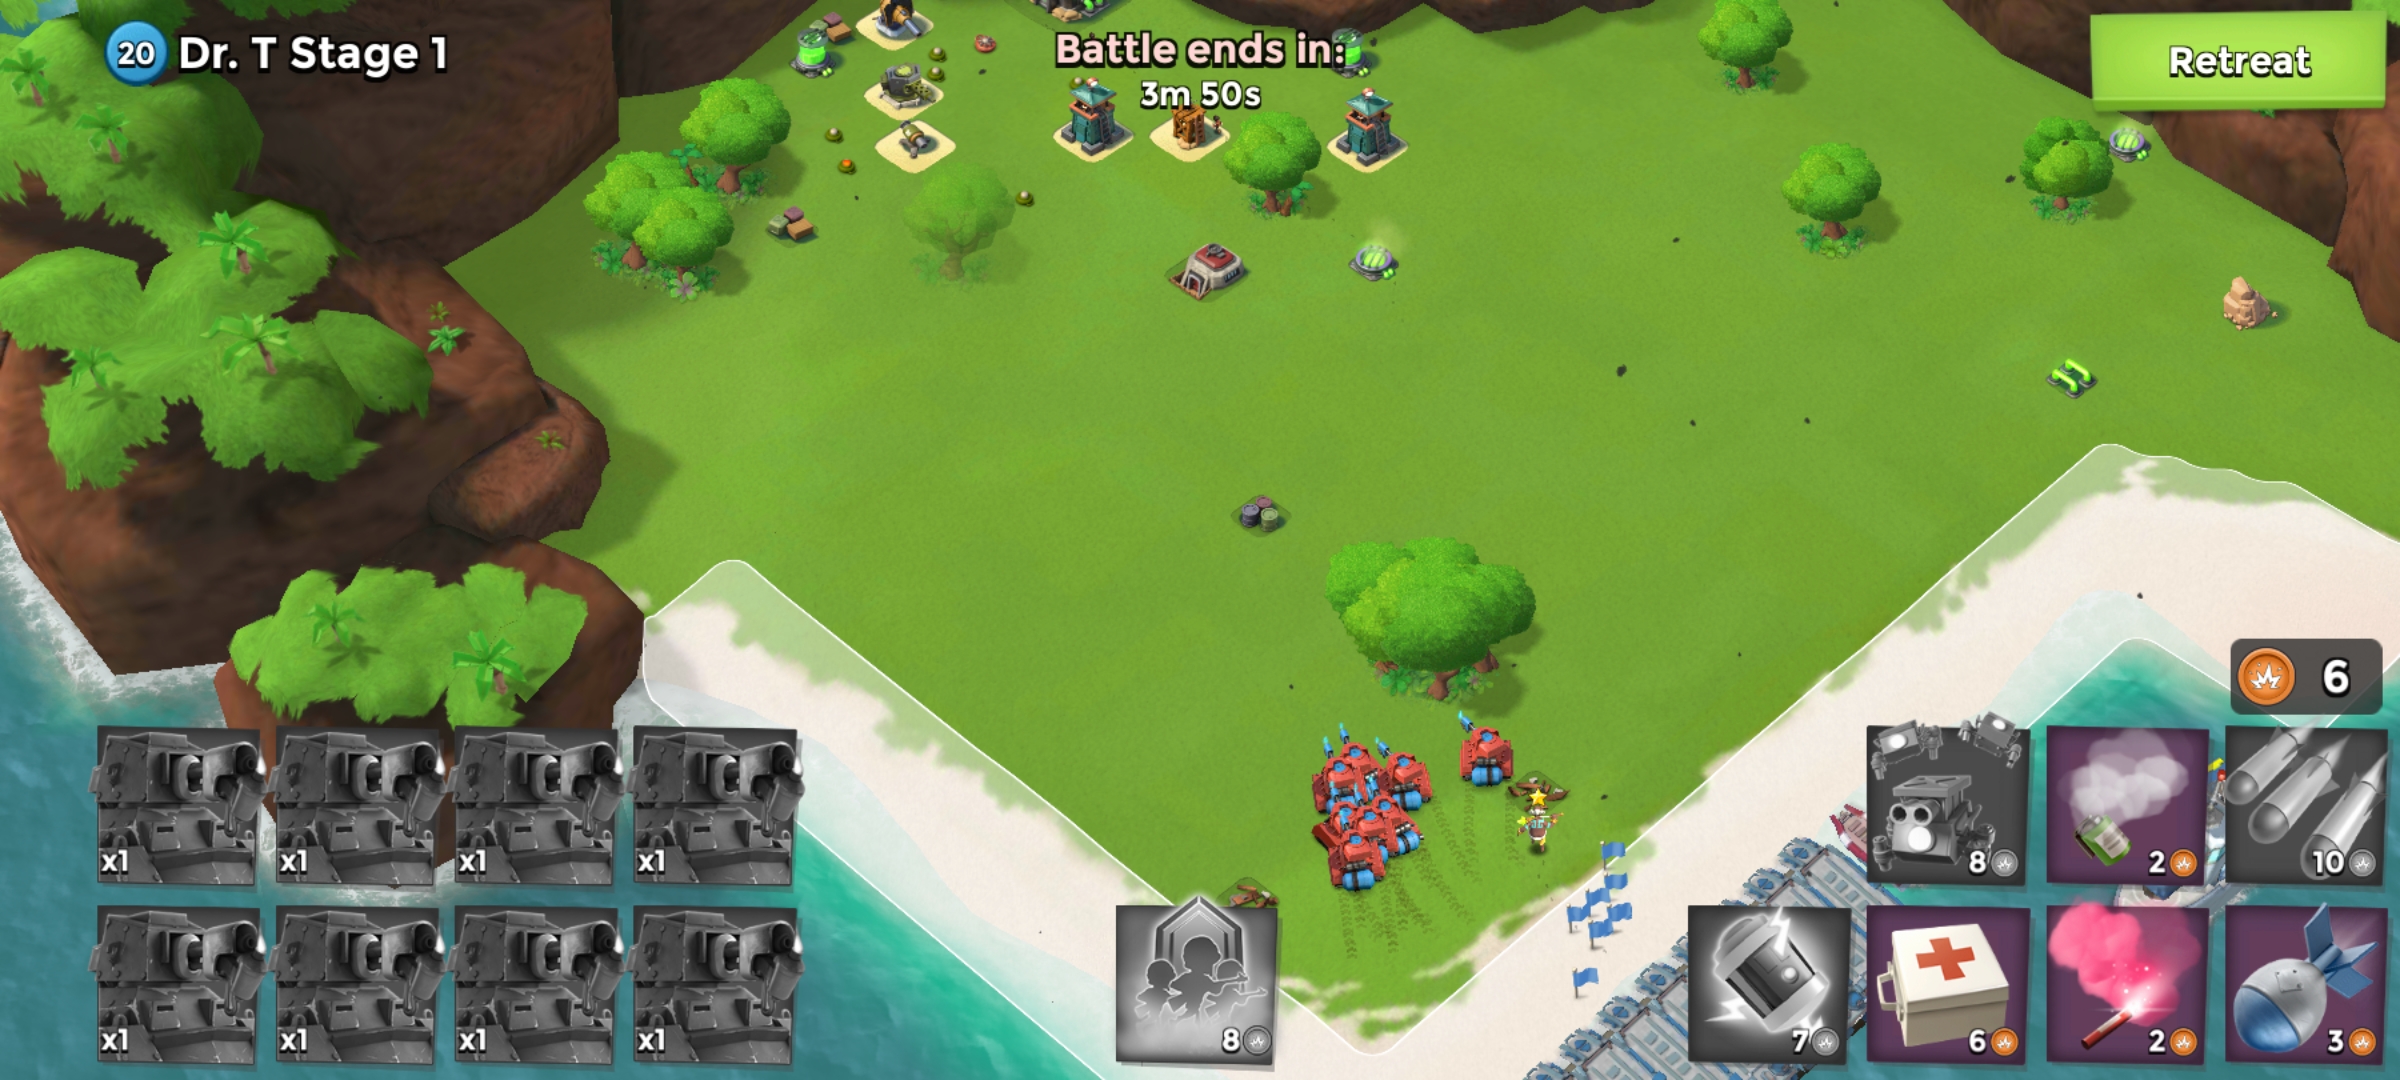 20 Dr. T Stage 1
Battle ends in:
3m 50s
Retreat
6
x1 x1 x1 x1
8 2 10
x1 x1 x1 x1
8 7 6 2 3